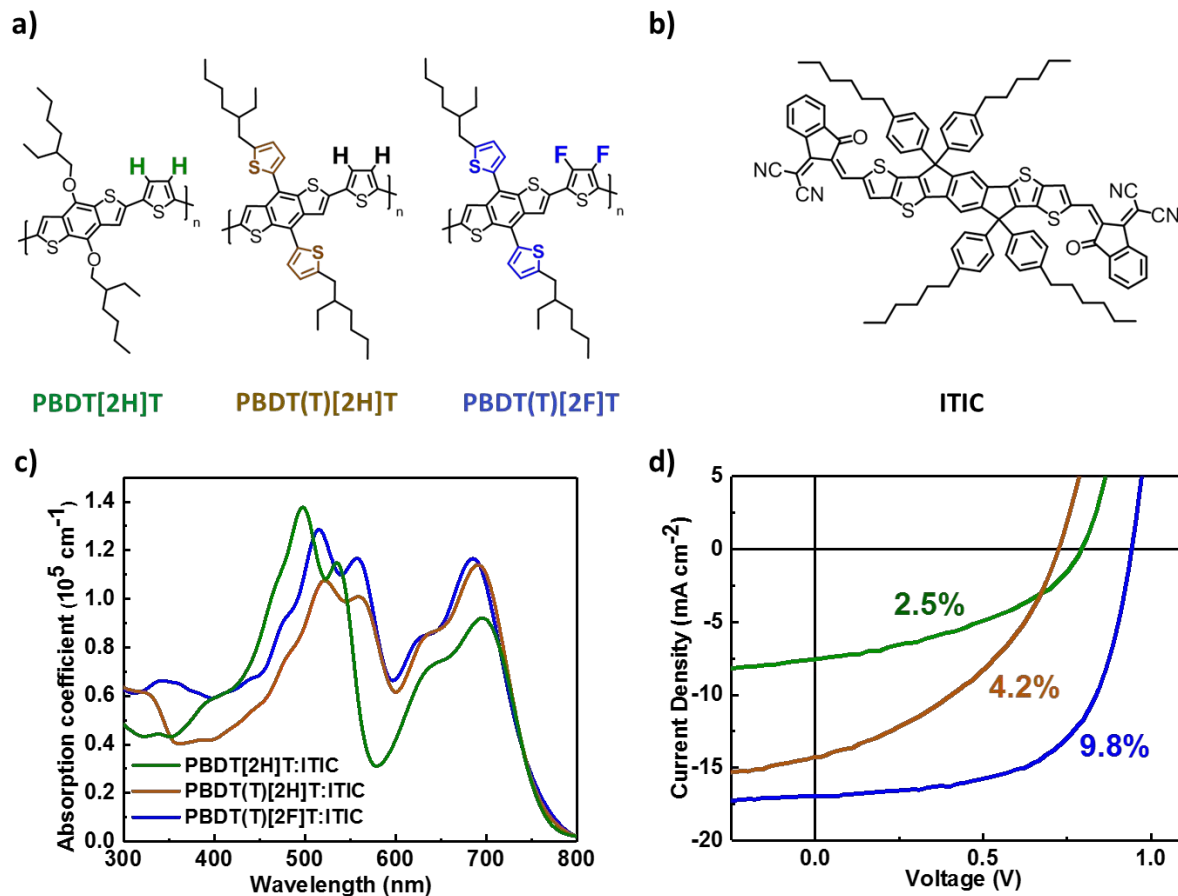 a)
b)
H H
H H
F F
S
S
S
S
S
S
S
S
S
S
S
S
S
O
O
n
n
n
NC
CN
O
S
S
S
S
O
CN
CN
PBDT[2H]T
PBDT(T)[2H]T
PBDT(T)[2F]T
ITIC
c)
d)
Absorption coefficient (10⁵ cm⁻¹)
1.4
1.2
1.0
0.8
0.6
0.4
0.2
0.0
PBDT[2H]T:ITIC
PBDT(T)[2H]T:ITIC
PBDT(T)[2F]T:ITIC
300 400 500 600 700 800
Wavelength (nm)
Current Density (mA cm⁻²)
5
0
-5
-10
-15
-20
2.5%
4.2%
9.8%
0.0 0.5 1.0
Voltage (V)